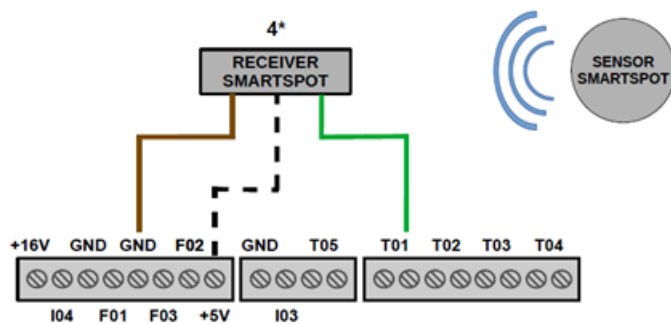 4*
RECEIVER
SMARTSPOT
SENSOR
SMARTSPOT
+16V GND GND F02 GND T05 T01 T02 T03 T04
I04 F01 F03 +5V I03